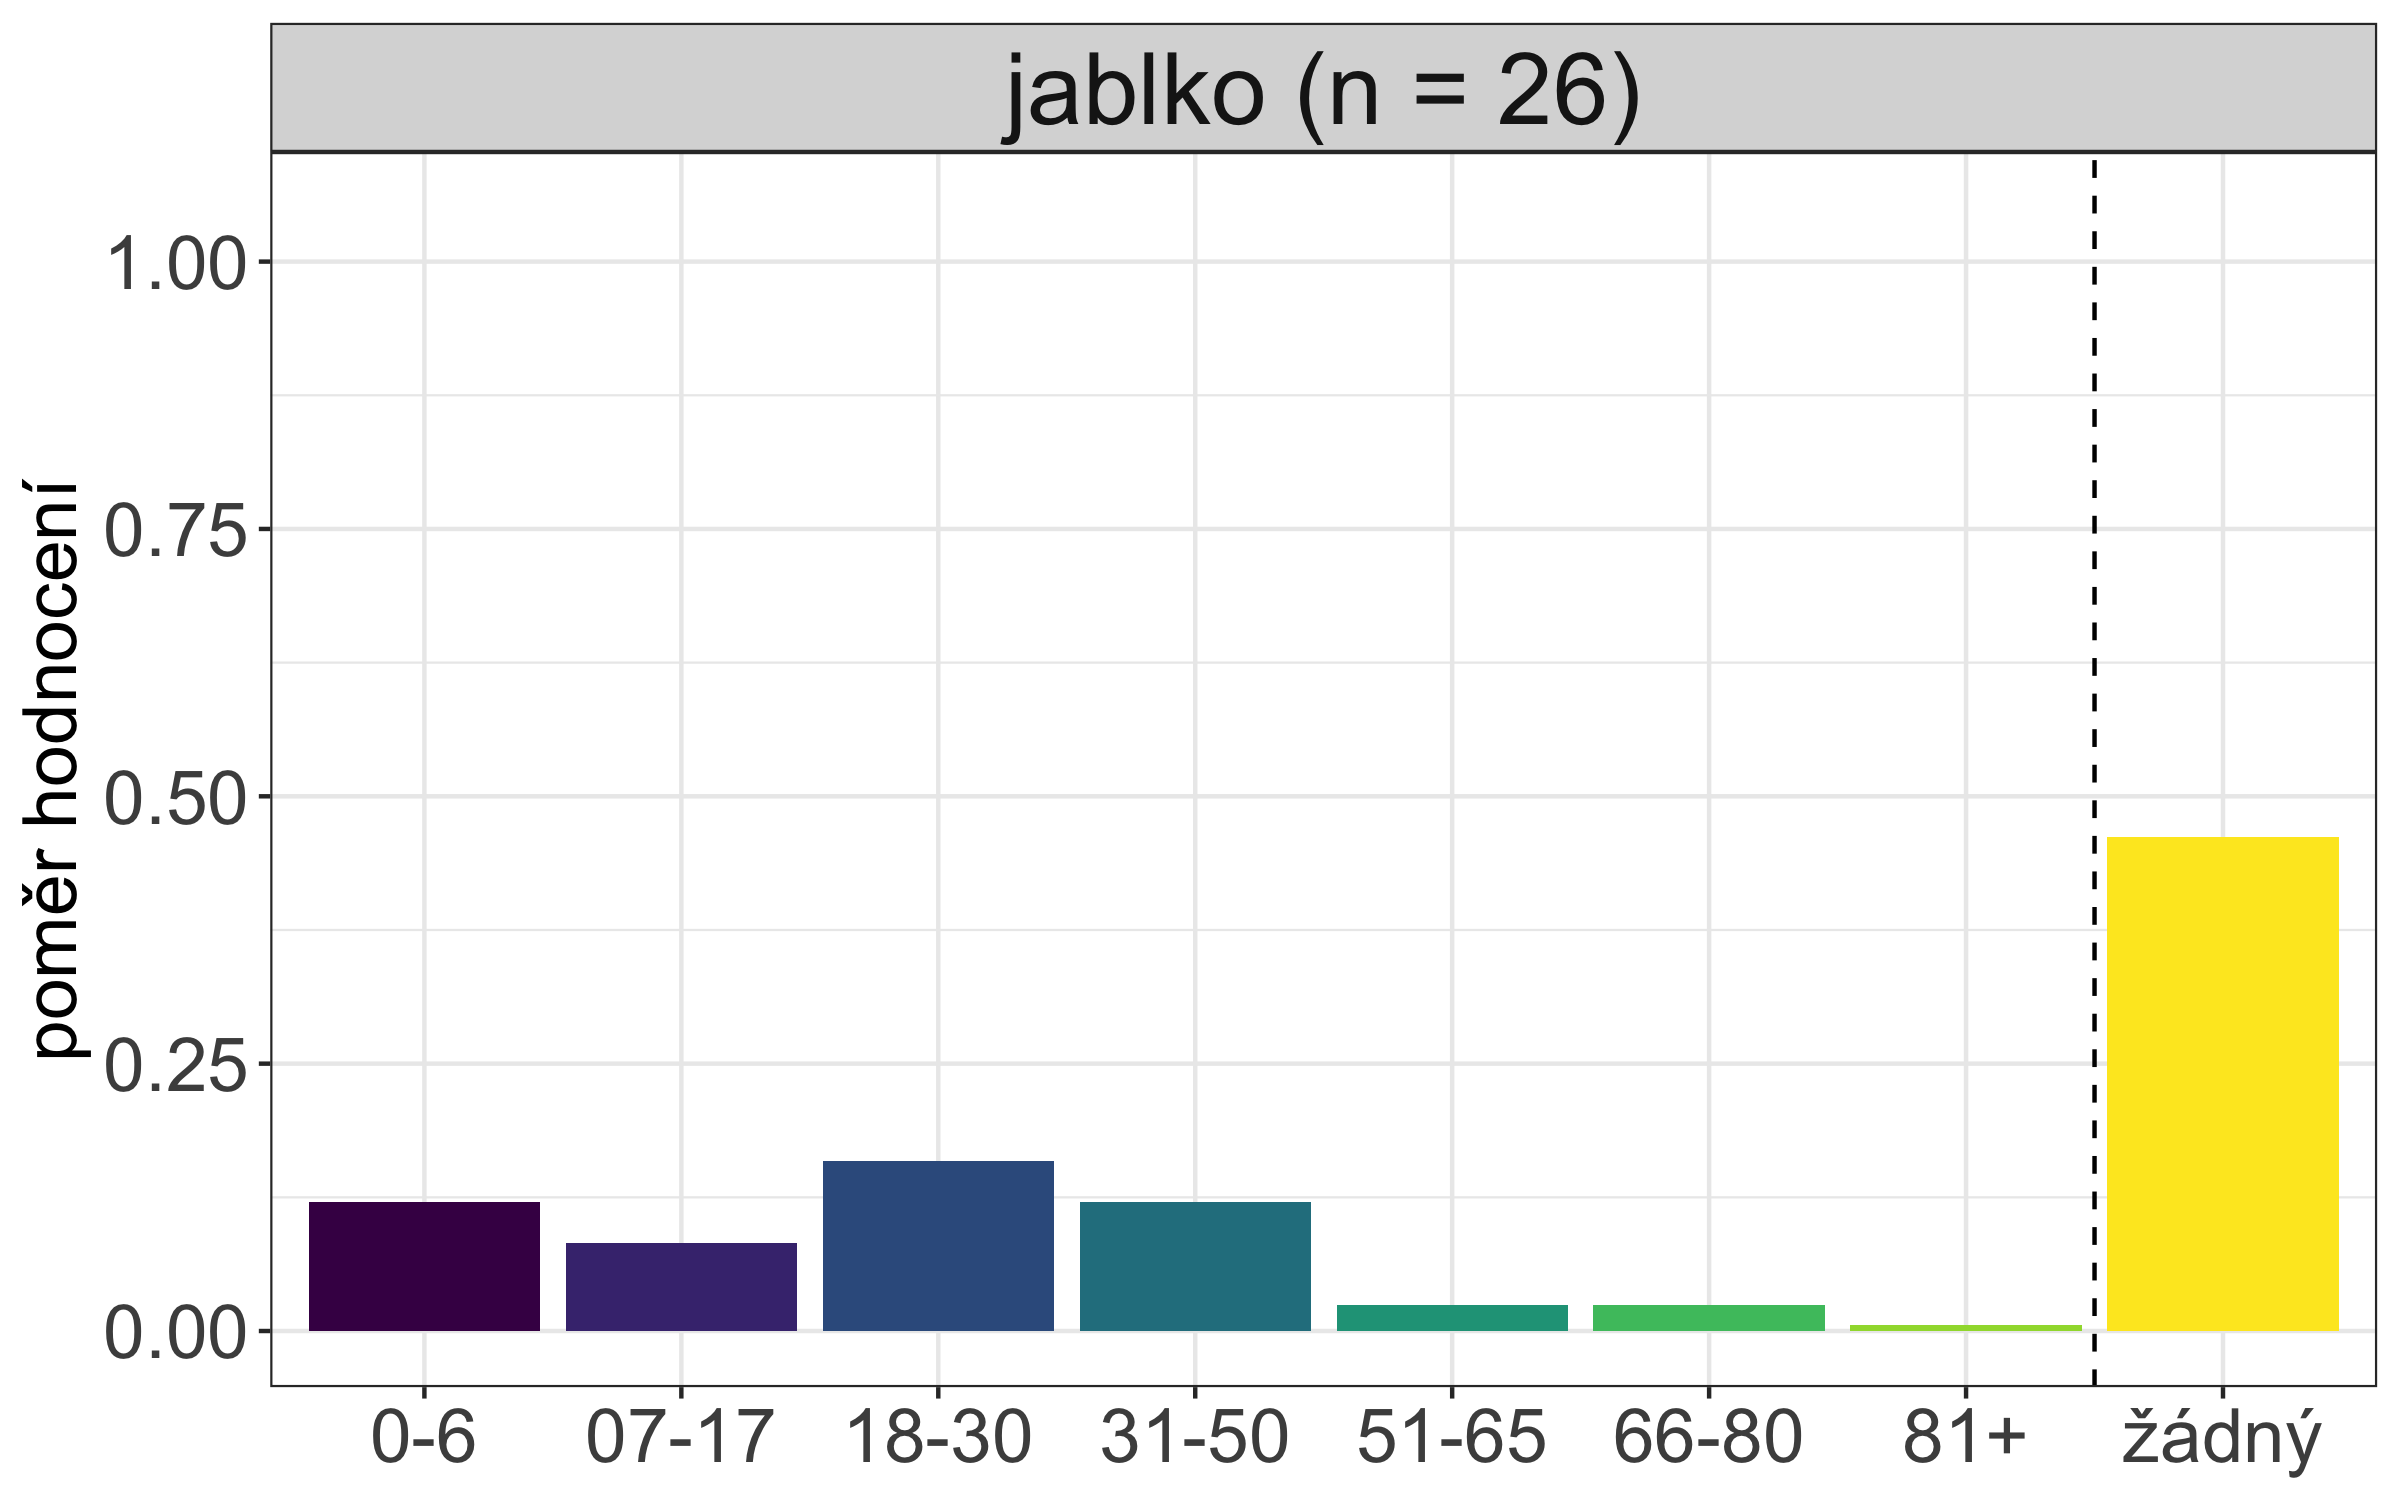 jablko (n = 26)
poměr hodnocení
1.00
0.75
0.50
0.25
0.00
0-6 07-17 18-30 31-50 51-65 66-80 81+ žádný